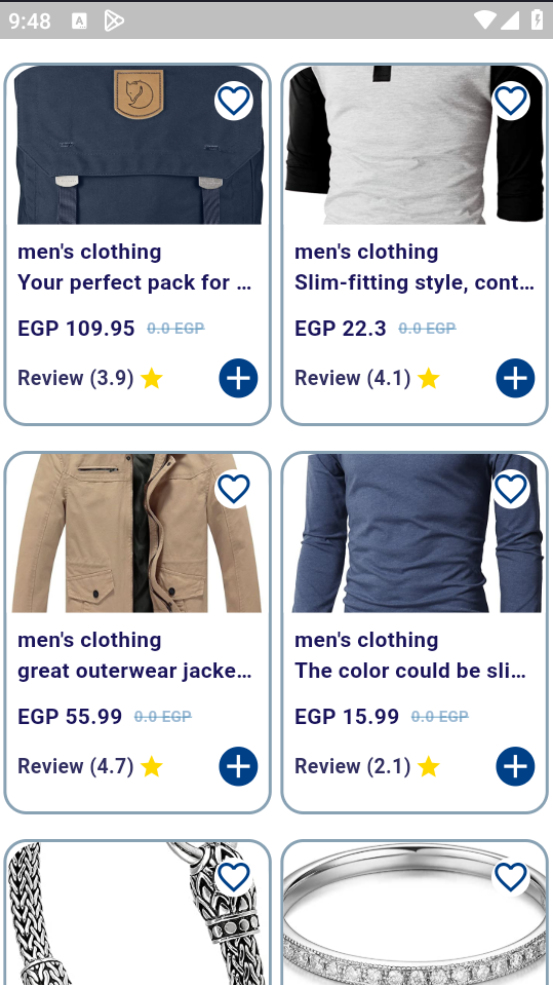 9:48
men's clothing
Your perfect pack for ...
EGP 109.95 0.0 EGP
Review (3.9)
men's clothing
Slim-fitting style, cont...
EGP 22.3 0.0 EGP
Review (4.1)
men's clothing
great outerwear jacke...
EGP 55.99 0.0 EGP
Review (4.7)
men's clothing
The color could be sli...
EGP 15.99 0.0 EGP
Review (2.1)